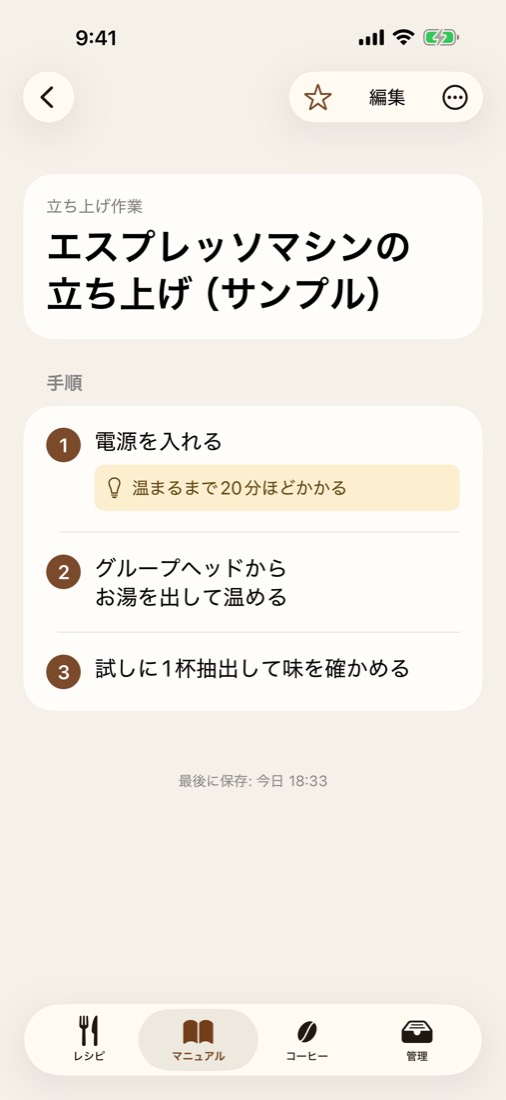 9:41
編集
立ち上げ作業
エスプレッソマシンの
立ち上げ（サンプル）
手順
1 電源を入れる
温まるまで20分ほどかかる
2 グループヘッドから
お湯を出して温める
3 試しに1杯抽出して味を確かめる
最後に保存: 今日 18:33
レシピ マニュアル コーヒー 管理